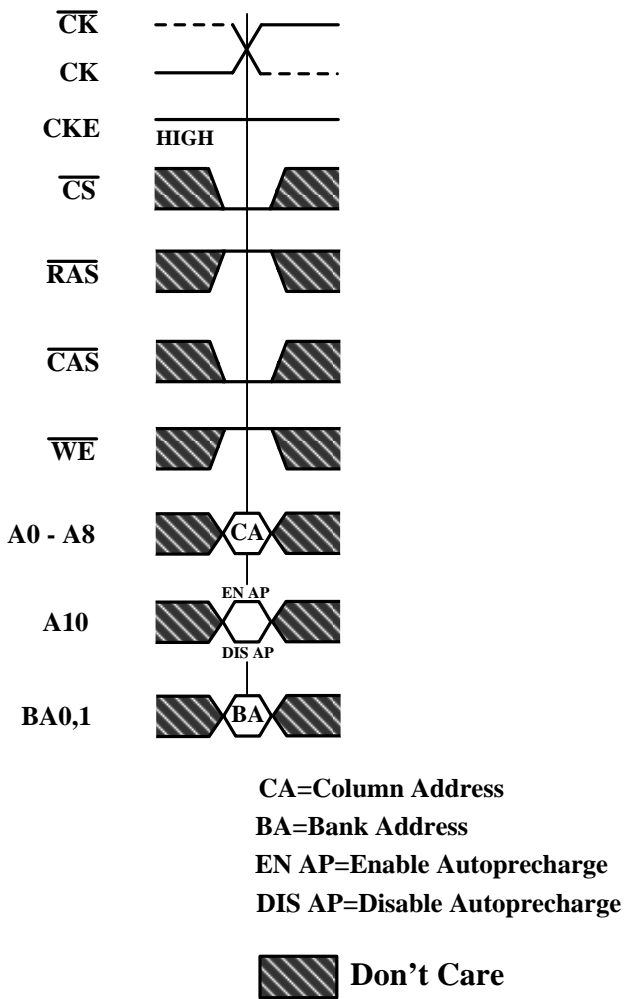 CK
CK
CKE
HIGH
CS
RAS
CAS
WE
A0 - A8
CA
EN AP
A10
DIS AP
BA0,1
BA
CA=Column Address
BA=Bank Address
EN AP=Enable Autoprecharge
DIS AP=Disable Autoprecharge
Don't Care